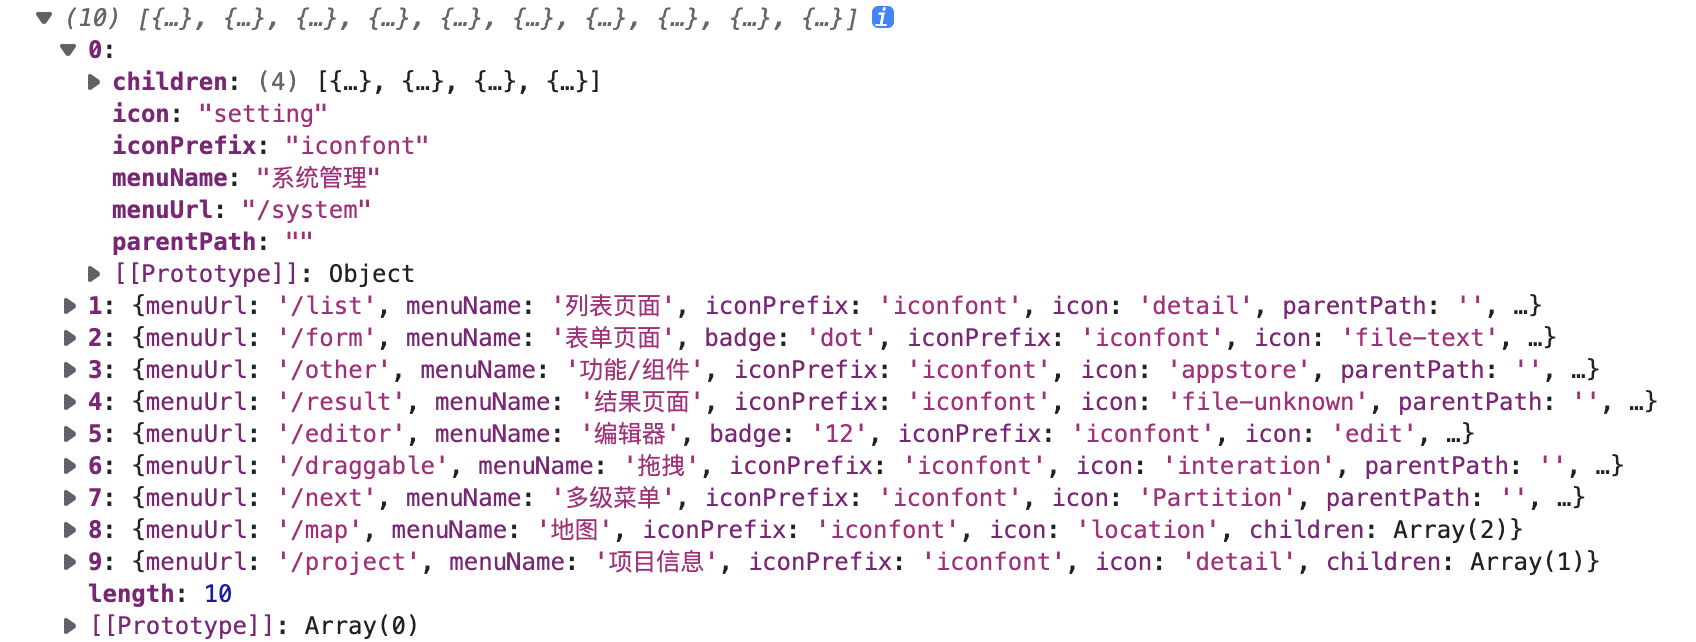 (10) [{…}, {…}, {…}, {…}, {…}, {…}, {…}, {…}, {…}, {…}] i
0:
children: (4) [{…}, {…}, {…}, {…}]
icon: "setting"
iconPrefix: "iconfont"
menuName: "系统管理"
menuUrl: "/system"
parentPath: ""
[[Prototype]]: Object
1: {menuUrl: '/list', menuName: '列表页面', iconPrefix: 'iconfont', icon: 'detail', parentPath: '', …}
2: {menuUrl: '/form', menuName: '表单页面', badge: 'dot', iconPrefix: 'iconfont', icon: 'file-text', …}
3: {menuUrl: '/other', menuName: '功能/组件', iconPrefix: 'iconfont', icon: 'appstore', parentPath: '', …}
4: {menuUrl: '/result', menuName: '结果页面', iconPrefix: 'iconfont', icon: 'file-unknown', parentPath: '', …}
5: {menuUrl: '/editor', menuName: '编辑器', badge: '12', iconPrefix: 'iconfont', icon: 'edit', …}
6: {menuUrl: '/draggable', menuName: '拖拽', iconPrefix: 'iconfont', icon: 'interation', parentPath: '', …}
7: {menuUrl: '/next', menuName: '多级菜单', iconPrefix: 'iconfont', icon: 'Partition', parentPath: '', …}
8: {menuUrl: '/map', menuName: '地图', iconPrefix: 'iconfont', icon: 'location', children: Array(2)}
9: {menuUrl: '/project', menuName: '项目信息', iconPrefix: 'iconfont', icon: 'detail', children: Array(1)}
length: 10
[[Prototype]]: Array(0)